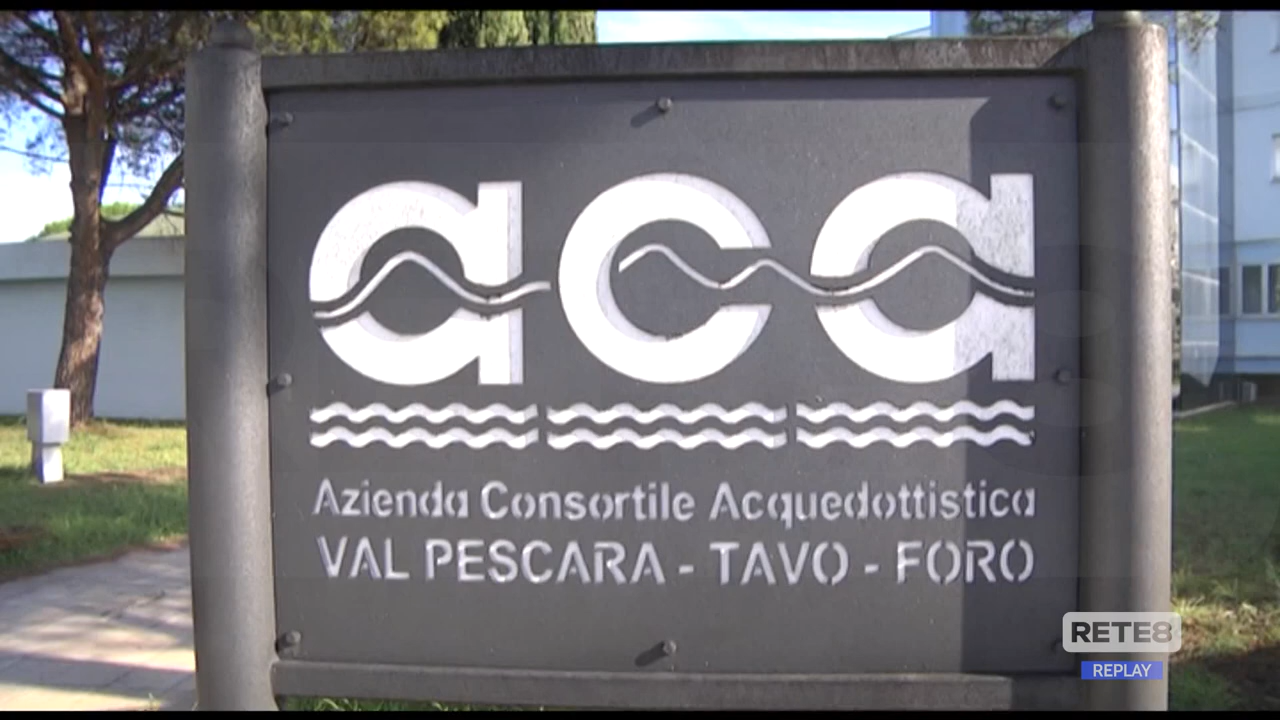 aca
Azienda Consortile Acquedottistica
VAL PESCARA - TAVO - FORO
RETE8
REPLAY